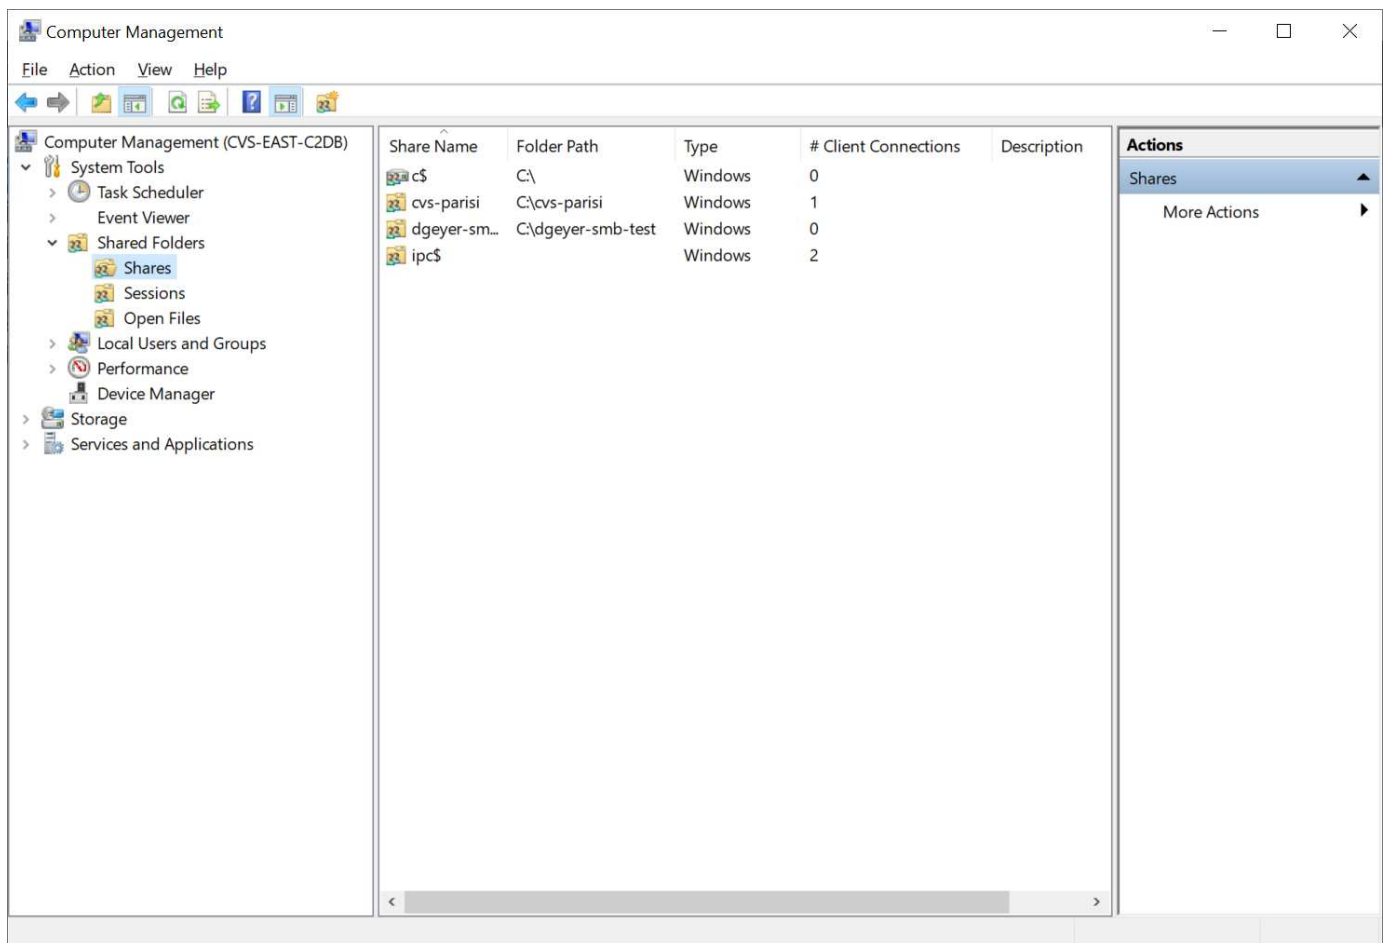 Computer Management
File Action View Help
Computer Management (CVS-EAST-C2DB)
System Tools
Task Scheduler
Event Viewer
Shared Folders
Shares
Sessions
Open Files
Local Users and Groups
Performance
Device Manager
Storage
Services and Applications
Share Name Folder Path Type # Client Connections Description
c$ C:\ Windows 0
cvs-parisi C:\cvs-parisi Windows 1
dgeyer-sm... C:\dgeyer-smb-test Windows 0
ipc$ Windows 2
Actions
Shares
More Actions